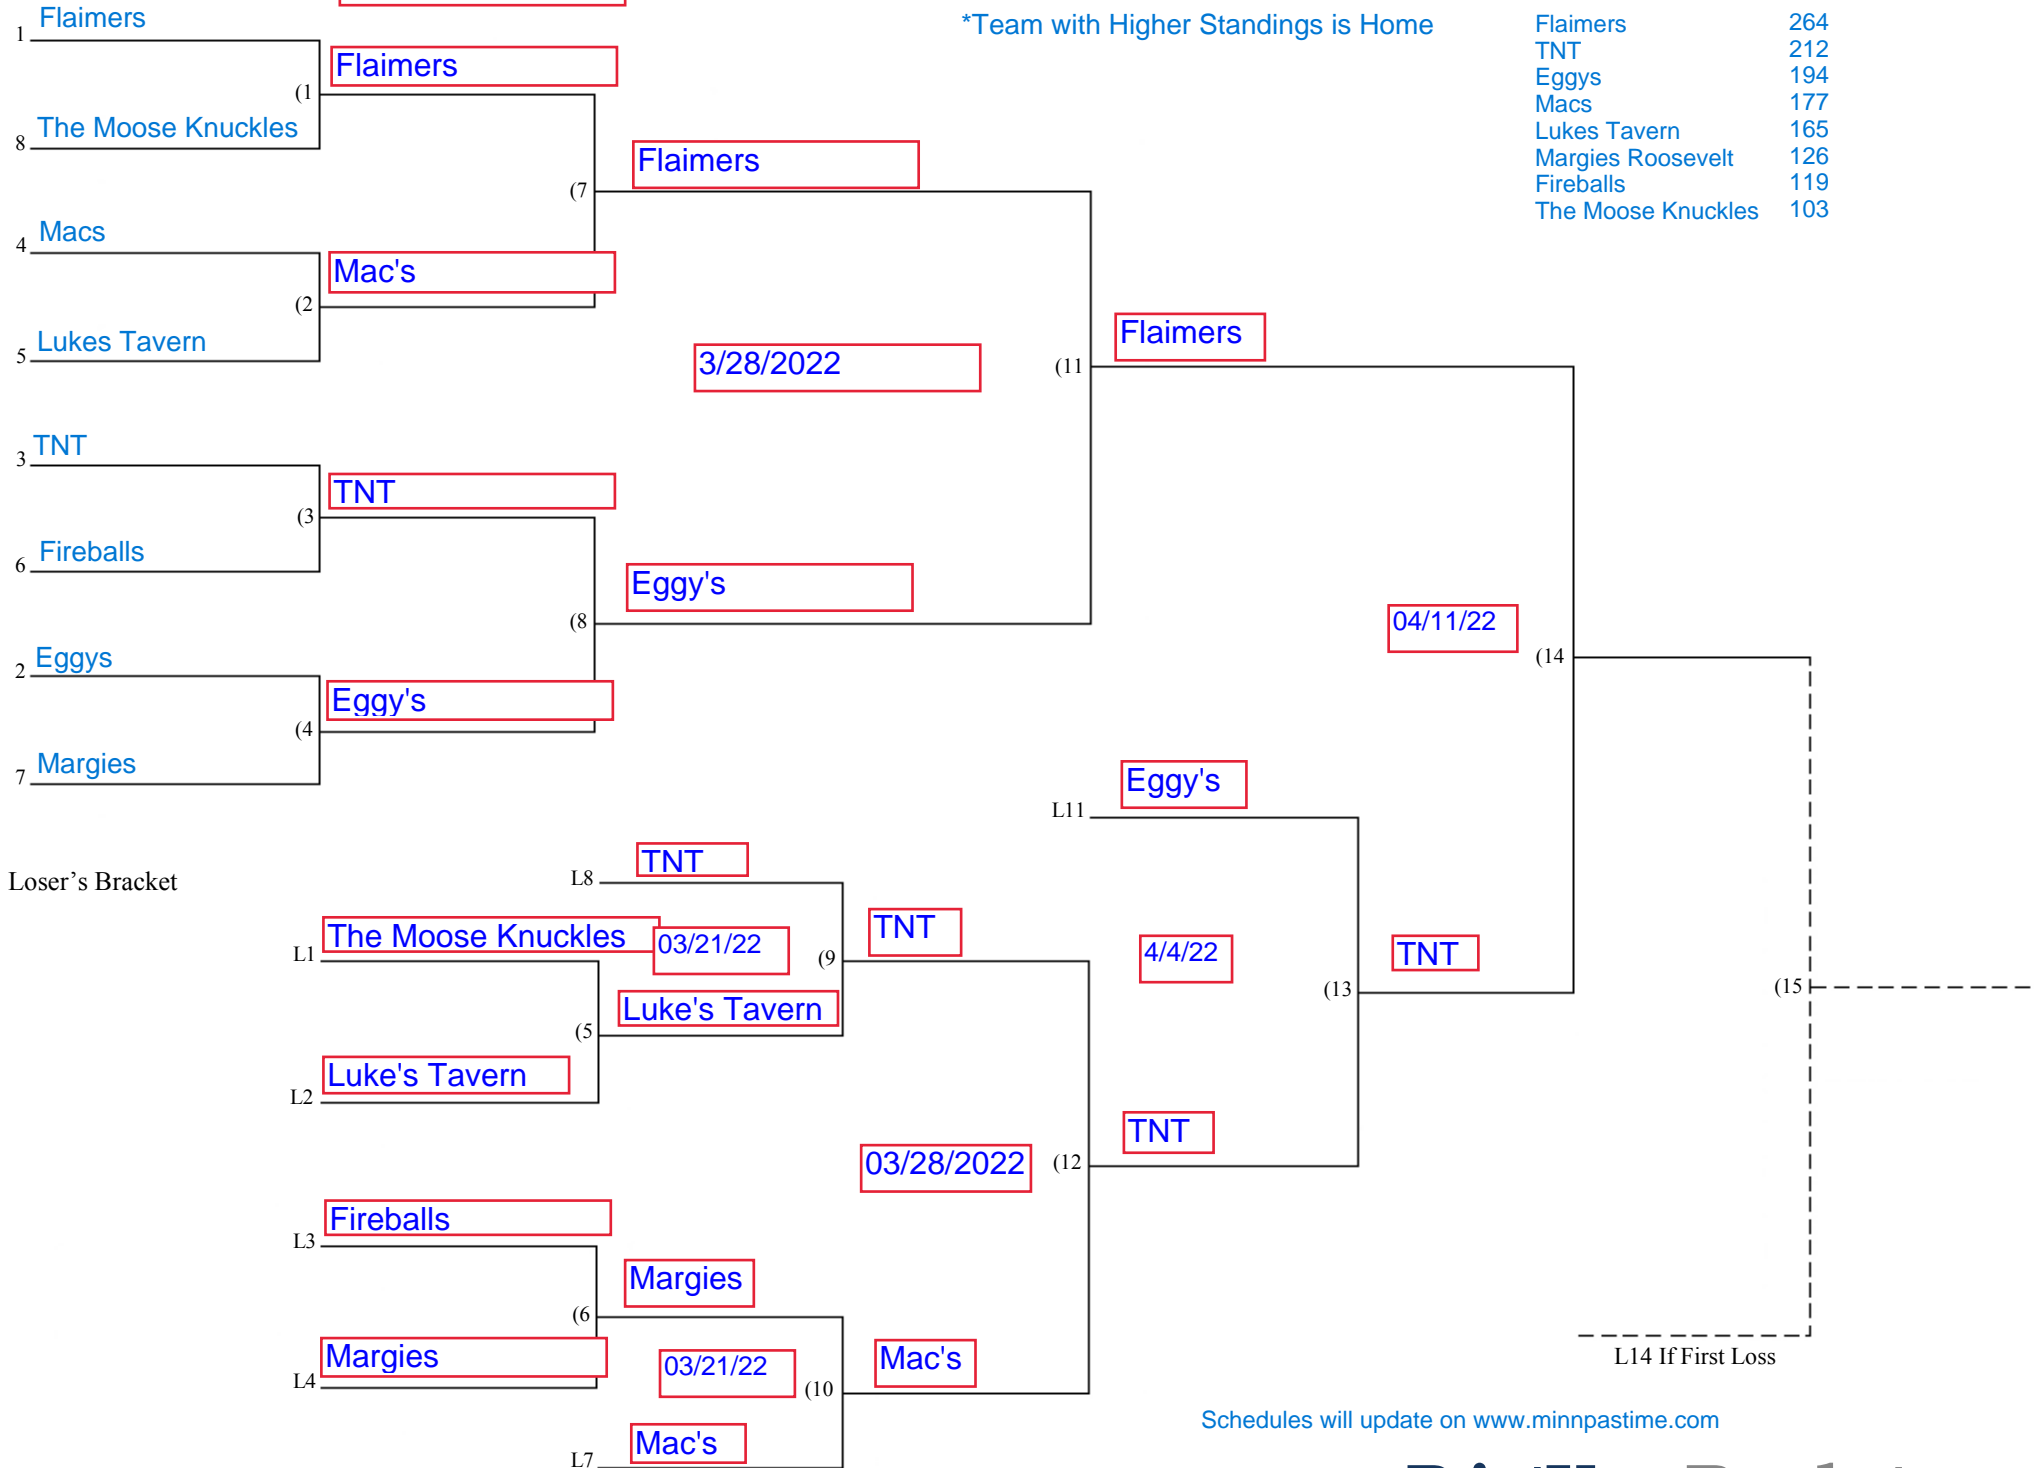 Flaimers
1
*Team with Higher Standings is Home
Flaimers 264
TNT 212
Eggys 194
Macs 177
Lukes Tavern 165
Margies Roosevelt 126
Fireballs 119
The Moose Knuckles 103
Flaimers
(1
The Moose Knuckles
8
Flaimers
(7
Macs
4
Mac's
(2
Lukes Tavern
5
Flaimers
3/28/2022
(11
TNT
3
TNT
(3
Fireballs
6
Eggy's
(8
04/11/22
(14
Eggys
2
Eggy's
(4
Margies
7
Eggy's
L11
TNT
L8
Loser's Bracket
The Moose Knuckles
L1
03/21/22
(9
TNT
4/4/22
TNT
(13
(15
Luke's Tavern
(5
Luke's Tavern
L2
TNT
03/28/2022
(12
Fireballs
L3
Margies
(6
Margies
L4
03/21/22
(10
Mac's
L14 If First Loss
Mac's
L7
Schedules will update on www.minnpastime.com